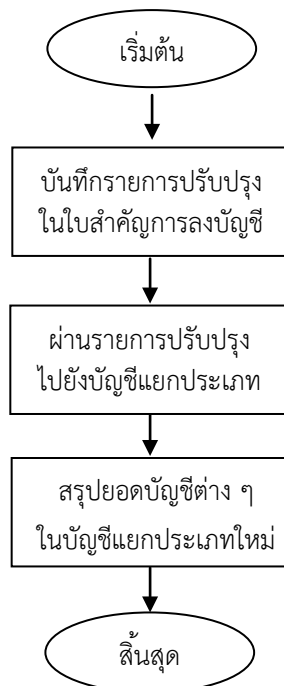 เริ่มต้น
บันทึกรายการปรับปรุง
ในใบสำคัญการลงบัญชี
ผ่านรายการปรับปรุง
ไปยังบัญชีแยกประเภท
สรุปยอดบัญชีต่าง ๆ
ในบัญชีแยกประเภทใหม่
สิ้นสุด